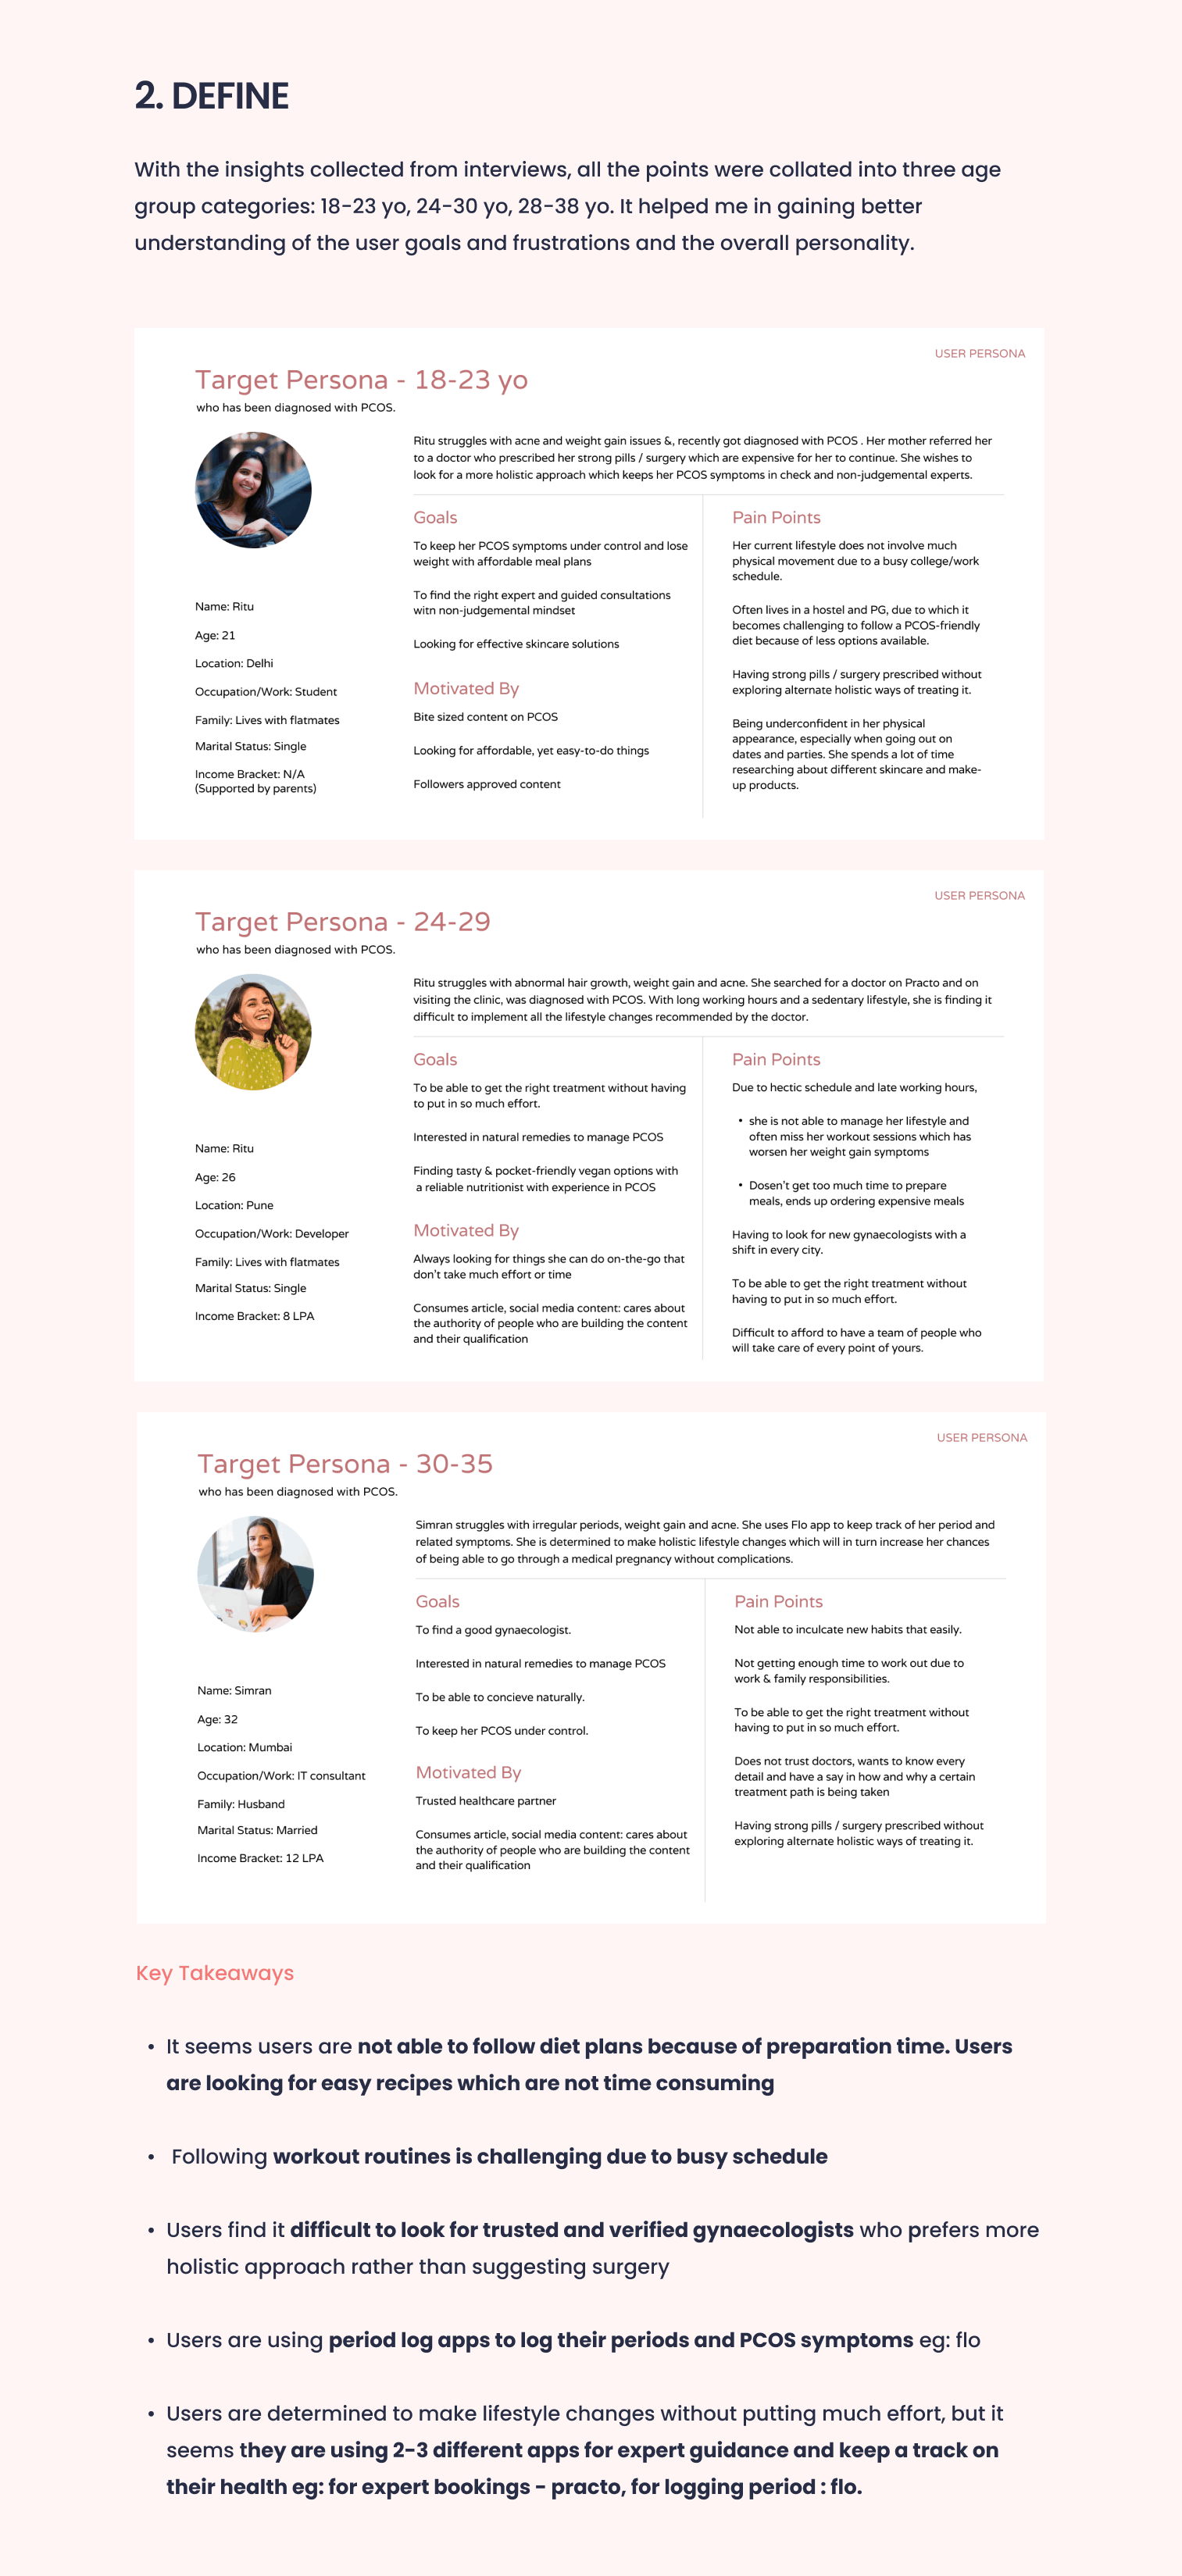 2. DEFINE
With the insights collected from interviews, all the points were collated into three age
group categories: 18-23 yo, 24-30 yo, 28-38 yo. It helped me in gaining better
understanding of the user goals and frustrations and the overall personality.
USER PERSONA
Target Persona - 18-23 yo
who has been diagnosed with PCOS.
Ritu struggles with acne and weight gain issues &, recently got diagnosed with PCOS . Her mother referred her
to a doctor who prescribed her strong pills / surgery which are expensive for her to continue. She wishes to
look for a more holistic approach which keeps her PCOS symptoms in check and non-judgemental experts.
Name: Ritu
Age: 21
Location: Delhi
Occupation/Work: Student
Family: Lives with flatmates
Marital Status: Single
Income Bracket: N/A
(Supported by parents)
Goals
To keep her PCOS symptoms under control and lose
weight with affordable meal plans
To find the right expert and guided consultations
witn non-judgemental mindset
Looking for effective skincare solutions
Motivated By
Bite sized content on PCOS
Looking for affordable, yet easy-to-do things
Followers approved content
Pain Points
Her current lifestyle does not involve much
physical movement due to a busy college/work
schedule.
Often lives in a hostel and PG, due to which it
becomes challenging to follow a PCOS-friendly
diet because of less options available.
Having strong pills / surgery prescribed without
exploring alternate holistic ways of treating it.
Being underconfident in her physical
appearance, especially when going out on
dates and parties. She spends a lot of time
researching about different skincare and make-
up products.
USER PERSONA
Target Persona - 24-29
who has been diagnosed with PCOS.
Ritu struggles with abnormal hair growth, weight gain and acne. She searched for a doctor on Practo and on
visiting the clinic, was diagnosed with PCOS. With long working hours and a sedentary lifestyle, she is finding it
difficult to implement all the lifestyle changes recommended by the doctor.
Name: Ritu
Age: 26
Location: Pune
Occupation/Work: Developer
Family: Lives with flatmates
Marital Status: Single
Income Bracket: 8 LPA
Goals
To be able to get the right treatment without having
to put in so much effort.
Interested in natural remedies to manage PCOS
Finding tasty & pocket-friendly vegan options with
a reliable nutritionist with experience in PCOS
Motivated By
Always looking for things she can do on-the-go that
don't take much effort or time
Consumes article, social media content: cares about
the authority of people who are building the content
and their qualification
Pain Points
Due to hectic schedule and late working hours,
• she is not able to manage her lifestyle and
often miss her workout sessions which has
worsen her weight gain symptoms
• Dosen't get too much time to prepare
meals, ends up ordering expensive meals
Having to look for new gynaecologists with a
shift in every city.
To be able to get the right treatment without
having to put in so much effort.
Difficult to afford to have a team of people who
will take care of every point of yours.
USER PERSONA
Target Persona - 30-35
who has been diagnosed with PCOS.
Simran struggles with irregular periods, weight gain and acne. She uses Flo app to keep track of her period and
related symptoms. She is determined to make holistic lifestyle changes which will in turn increase her chances
of being able to go through a medical pregnancy without complications.
Name: Simran
Age: 32
Location: Mumbai
Occupation/Work: IT consultant
Family: Husband
Marital Status: Married
Income Bracket: 12 LPA
Goals
To find a good gynaecologist.
Interested in natural remedies to manage PCOS
To be able to concieve naturally.
To keep her PCOS under control.
Motivated By
Trusted healthcare partner
Consumes article, social media content: cares about
the authority of people who are building the content
and their qualification
Pain Points
Not able to inculcate new habits that easily.
Not getting enough time to work out due to
work & family responsibilities.
To be able to get the right treatment without
having to put in so much effort.
Does not trust doctors, wants to know every
detail and have a say in how and why a certain
treatment path is being taken
Having strong pills / surgery prescribed without
exploring alternate holistic ways of treating it.
Key Takeaways
• It seems users are not able to follow diet plans because of preparation time. Users
are looking for easy recipes which are not time consuming
• Following workout routines is challenging due to busy schedule
• Users find it difficult to look for trusted and verified gynaecologists who prefers more
holistic approach rather than suggesting surgery
• Users are using period log apps to log their periods and PCOS symptoms eg: flo
• Users are determined to make lifestyle changes without putting much effort, but it
seems they are using 2-3 different apps for expert guidance and keep a track on
their health eg: for expert bookings - practo, for logging period : flo.